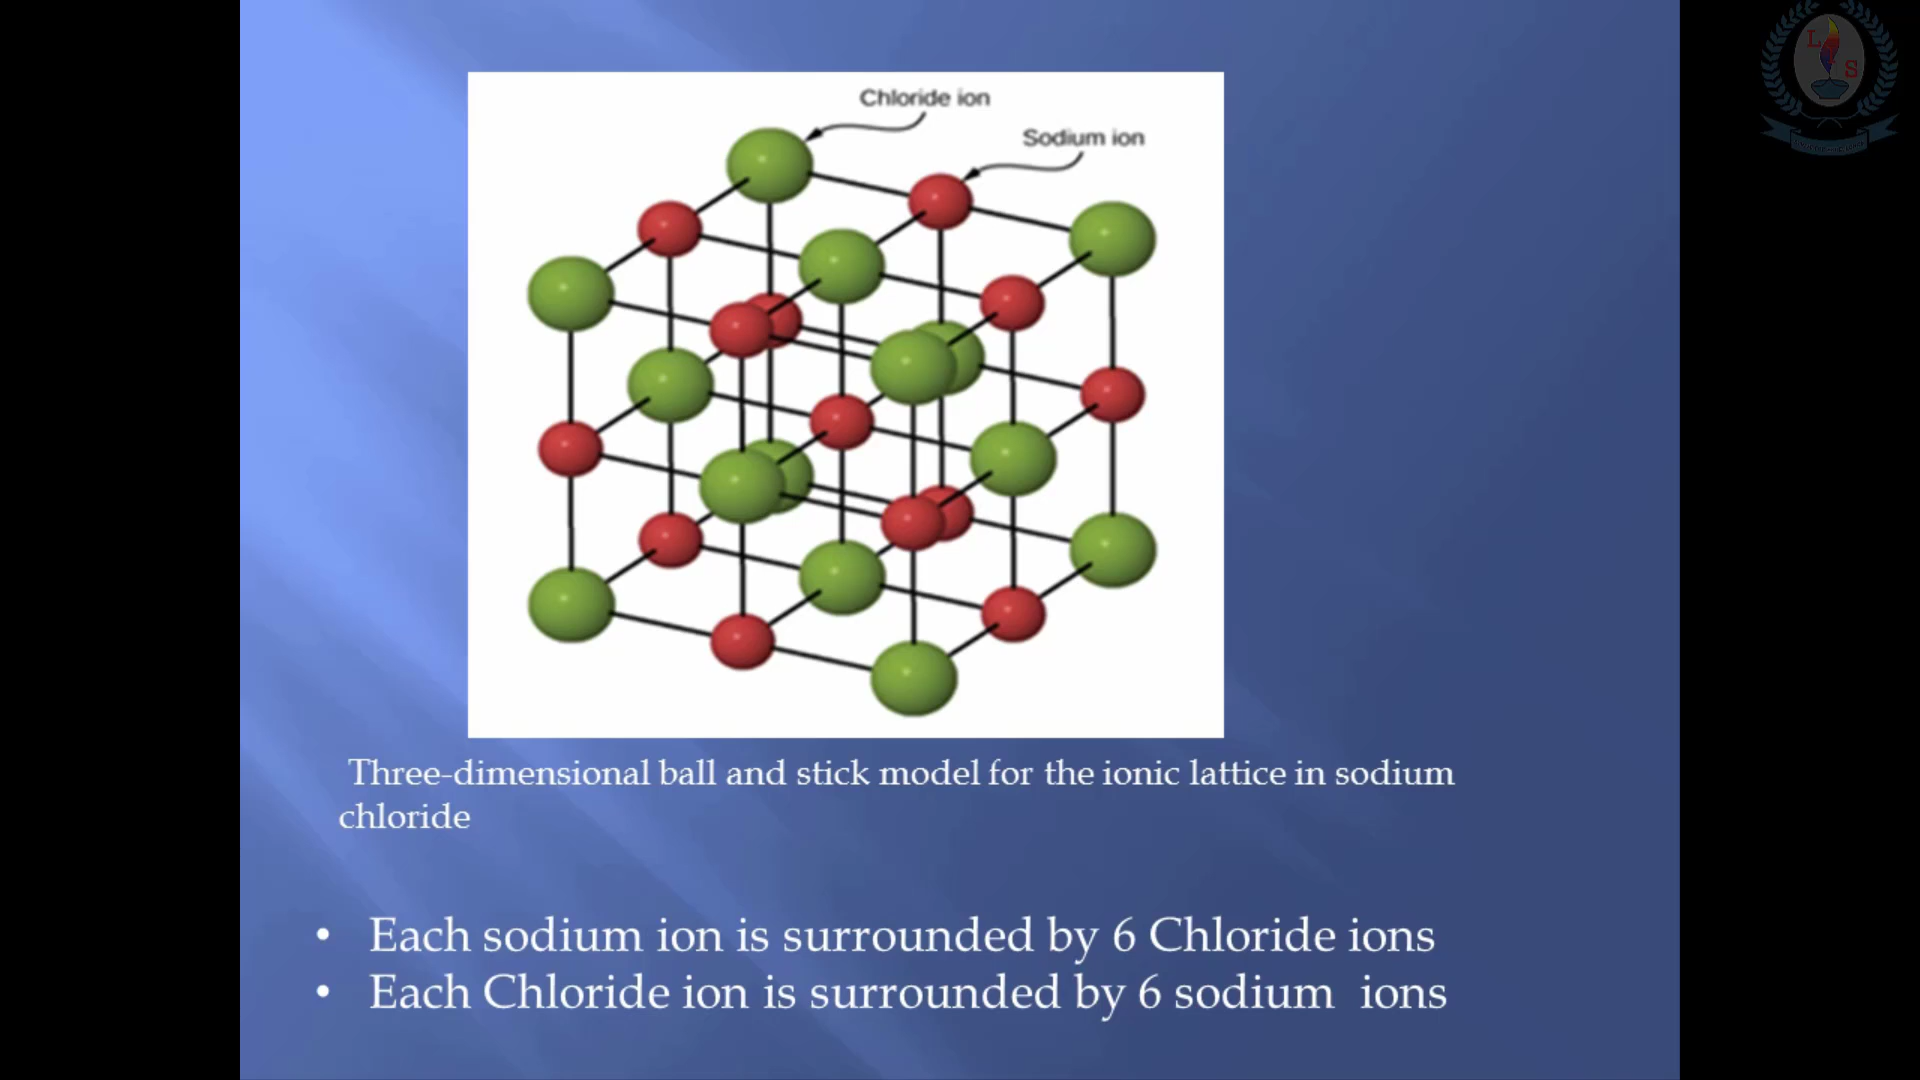 Chloride ion
Sodium ion
L
S
Three-dimensional ball and stick model for the ionic lattice in sodium
chloride
• Each sodium ion is surrounded by 6 Chloride ions
• Each Chloride ion is surrounded by 6 sodium ions